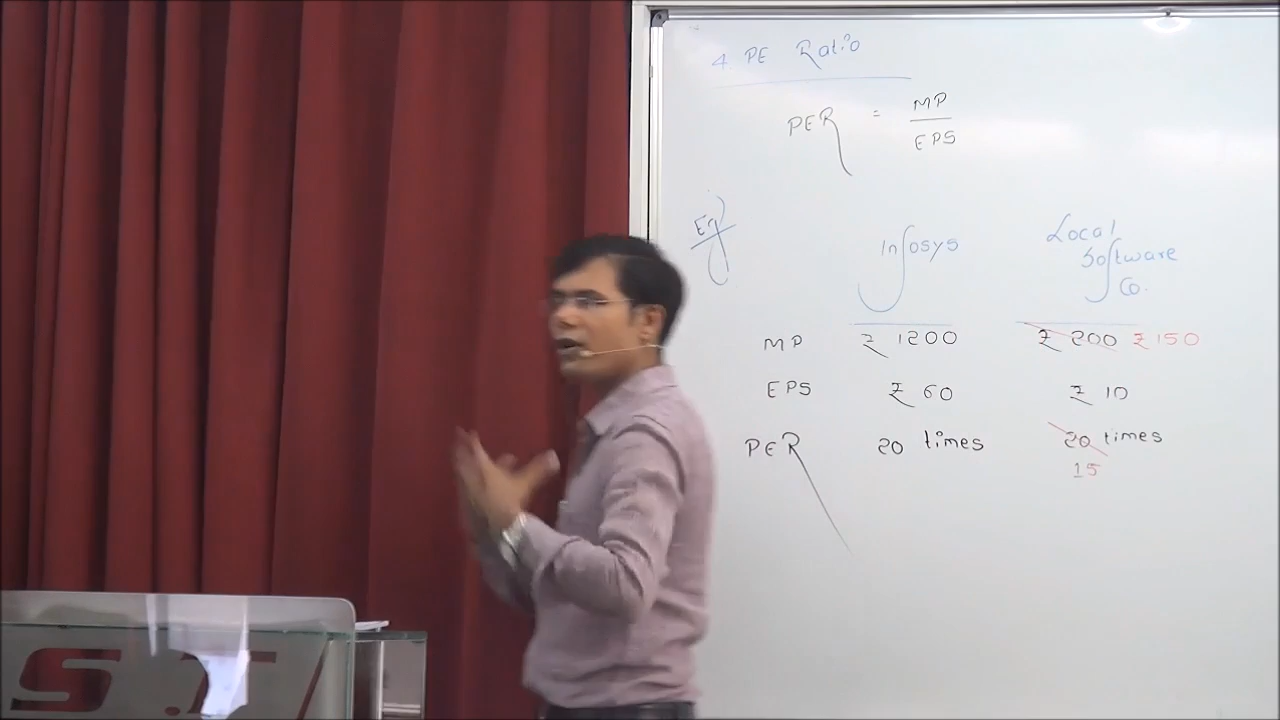 4. PE Ratio
PER = MP
EPS
Eg
Infosys Local Software Co.
MP ₹ 1200 ₹ 200 ₹ 150
EPS ₹ 60 ₹ 10
PER 20 times 20 times
15
S.T